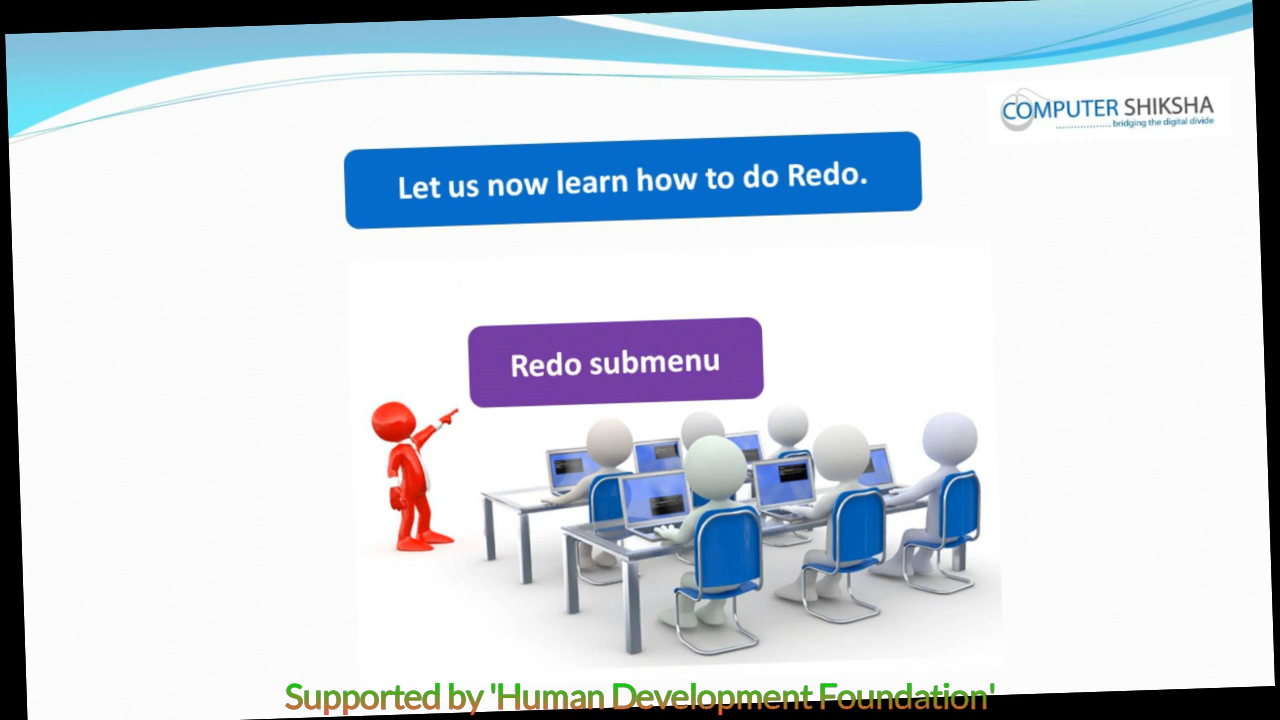 COMPUTER SHIKSHA
bridging the digital divide
Let us now learn how to do Redo.
Redo submenu
Supported by 'Human Development Foundation'